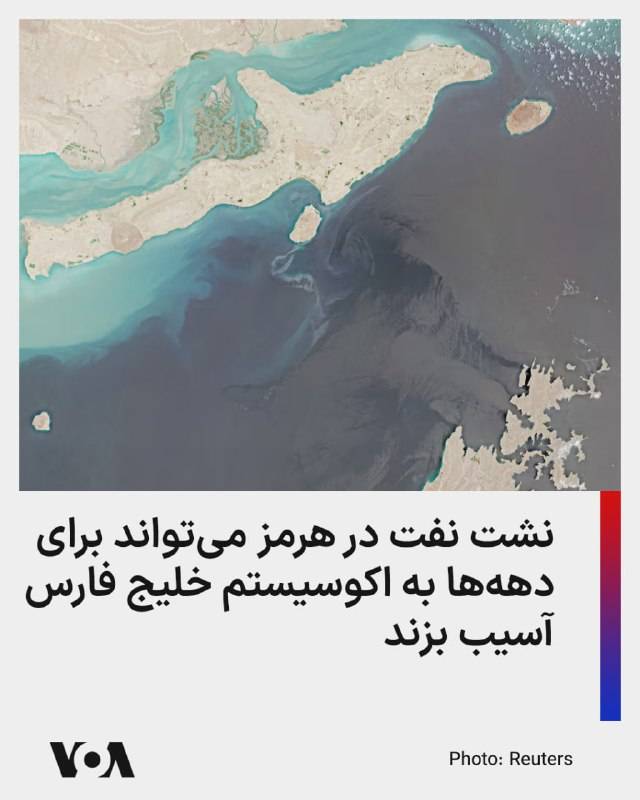 نشت نفت در هرمز می‌تواند برای
دهه‌ها به اکوسیستم خلیج فارس
آسیب بزند
VOA
Photo: Reuters